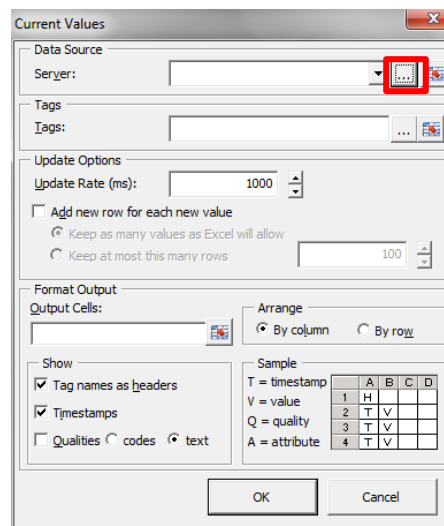 Current Values
Data Source
Server:
...
Tags
Tags:
...
Update Options
Update Rate (ms): 1000
Add new row for each new value
Keep as many values as Excel will allow
Keep at most this many rows 100
Format Output
Output Cells:
Arrange
By column By row
Show
Tag names as headers
Timestamps
Qualities codes text
Sample
T = timestamp
V = value
Q = quality
A = attribute
A B C D
1 H
2 T V
3 T V
4 T V
OK Cancel